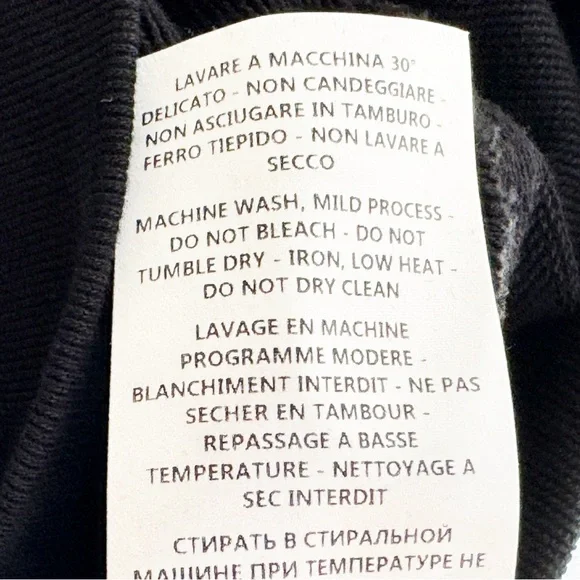 LAVARE A MACCHINA 30°
DELICATO - NON CANDEGGIARE -
NON ASCIUGARE IN TAMBURO -
FERRO TIEPIDO - NON LAVARE A
SECCO
MACHINE WASH, MILD PROCESS -
DO NOT BLEACH - DO NOT
TUMBLE DRY - IRON, LOW HEAT -
DO NOT DRY CLEAN
LAVAGE EN MACHINE
PROGRAMME MODERE -
BLANCHIMENT INTERDIT - NE PAS
SECHER EN TAMBOUR -
REPASSAGE A BASSE
TEMPERATURE - NETTOYAGE A
SEC INTERDIT
СТИРАТЬ В СТИРАЛЬНОЙ
МАШИНЕ ПРИ ТЕМПЕРАТУРЕ НЕ